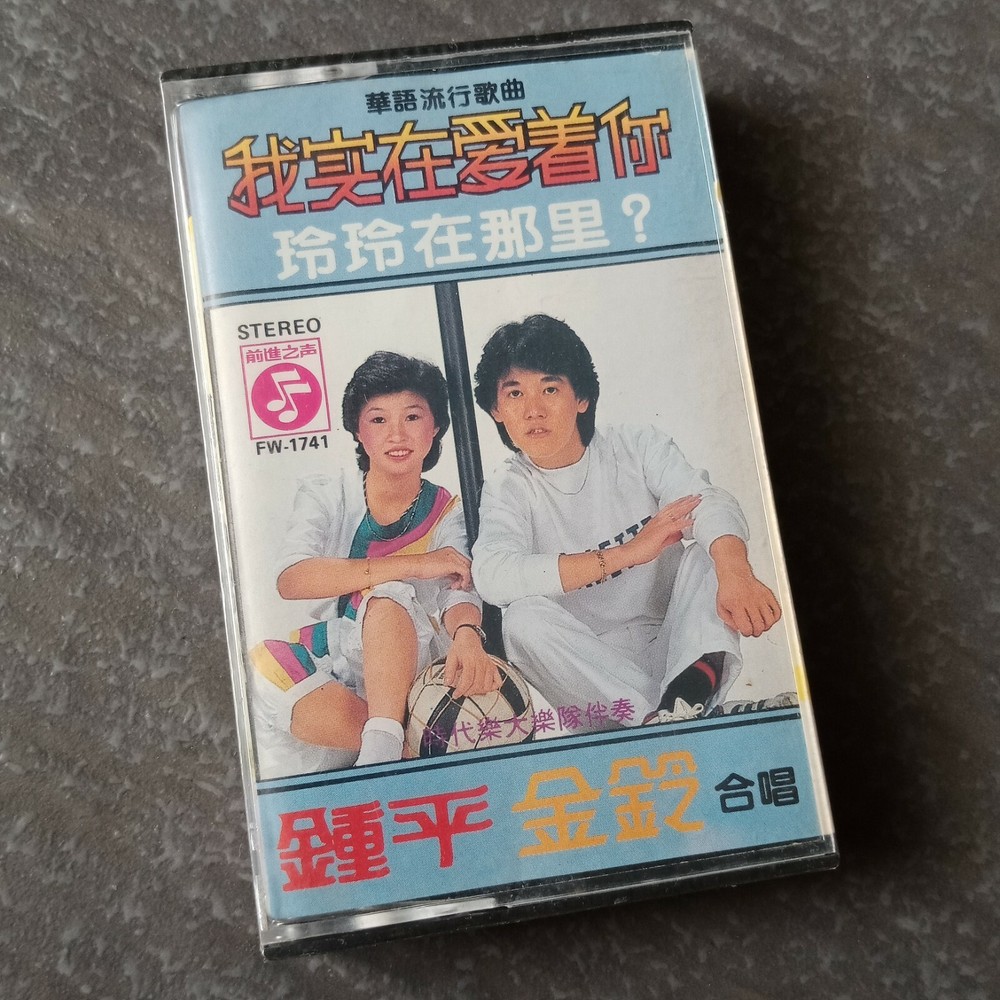 華語流行歌曲
我实在愛着你
玲玲在那里？
STEREO
前進之声
FW-1741
代樂大樂隊伴奏
鍾平 金鈴 合唱